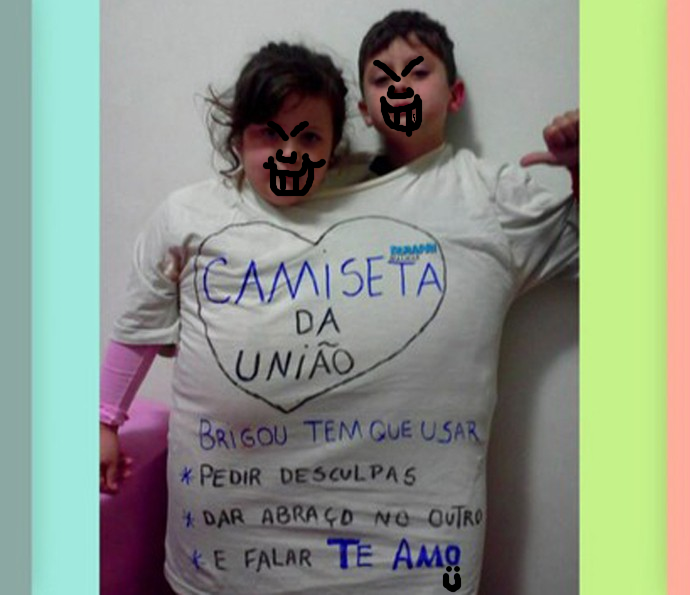 CAMISETA
DA
UNIÃO
BRIGOU TEM QUE USAR
* PEDIR DESCULPAS
* DAR ABRAÇO NO OUTRO
* E FALAR TE AMO